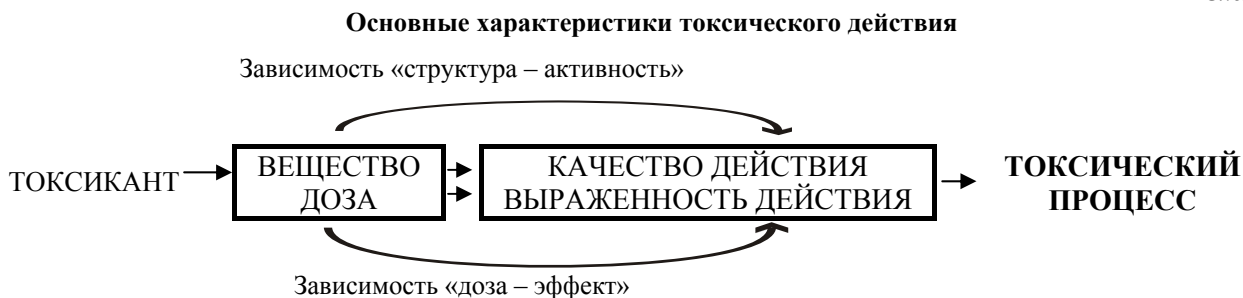 Основные характеристики токсического действия
Зависимость «структура – активность»
ТОКСИКАНТ
ВЕЩЕСТВО
ДОЗА
КАЧЕСТВО ДЕЙСТВИЯ
ВЫРАЖЕННОСТЬ ДЕЙСТВИЯ
ТОКСИЧЕСКИЙ
ПРОЦЕСС
Зависимость «доза – эффект»